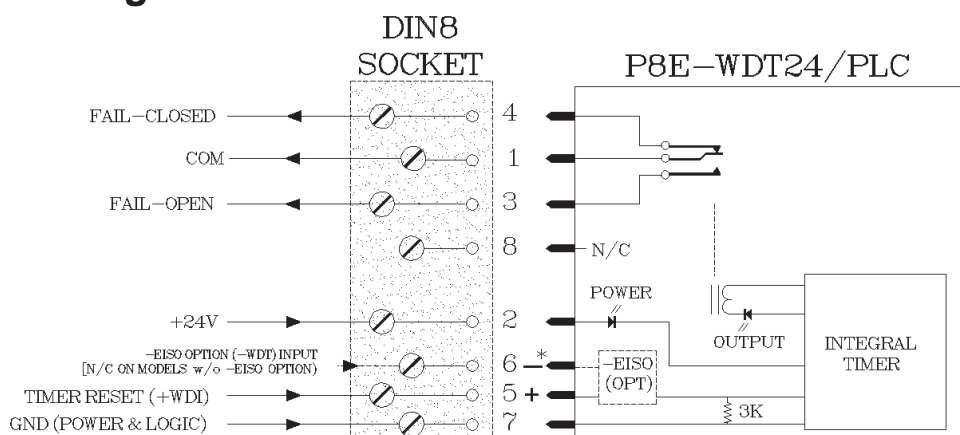 DIN8
SOCKET
P8E-WDT24/PLC
FAIL-CLOSED
4
COM
1
FAIL-OPEN
3
8
N/C
POWER
+24V
2
OUTPUT
INTEGRAL
TIMER
-EISO OPTION (-WDT) INPUT
[N/C ON MODELS w/o -EISO OPTION)
6 - *
-EISO
(OPT)
TIMER RESET (+WDI)
5 +
3K
GND (POWER & LOGIC)
7